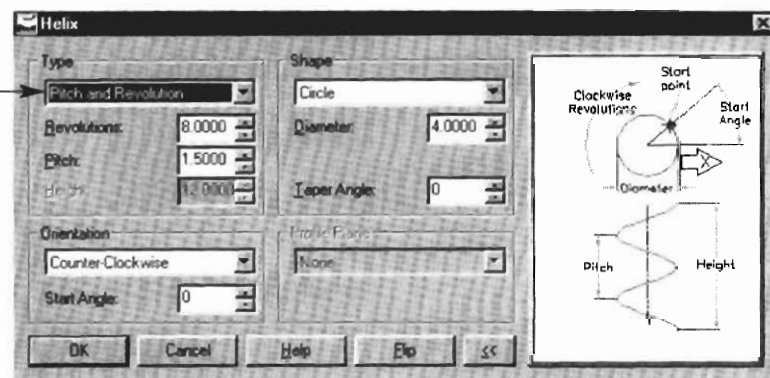 Helix
Type
Pitch and Revolution
Revolutions: 8.0000
Pitch: 1.5000
Height: 12.0000
Shape
Circle
Diameter: 4.0000
Taper Angle: 0
Orientation
Counter-Clockwise
Start Angle: 0
Profile Plane
None
OK
Cancel
Help
Flip
<<
Clockwise
Revolutions
Start
point
Start
Angle
X
Diameter
Pitch
Height